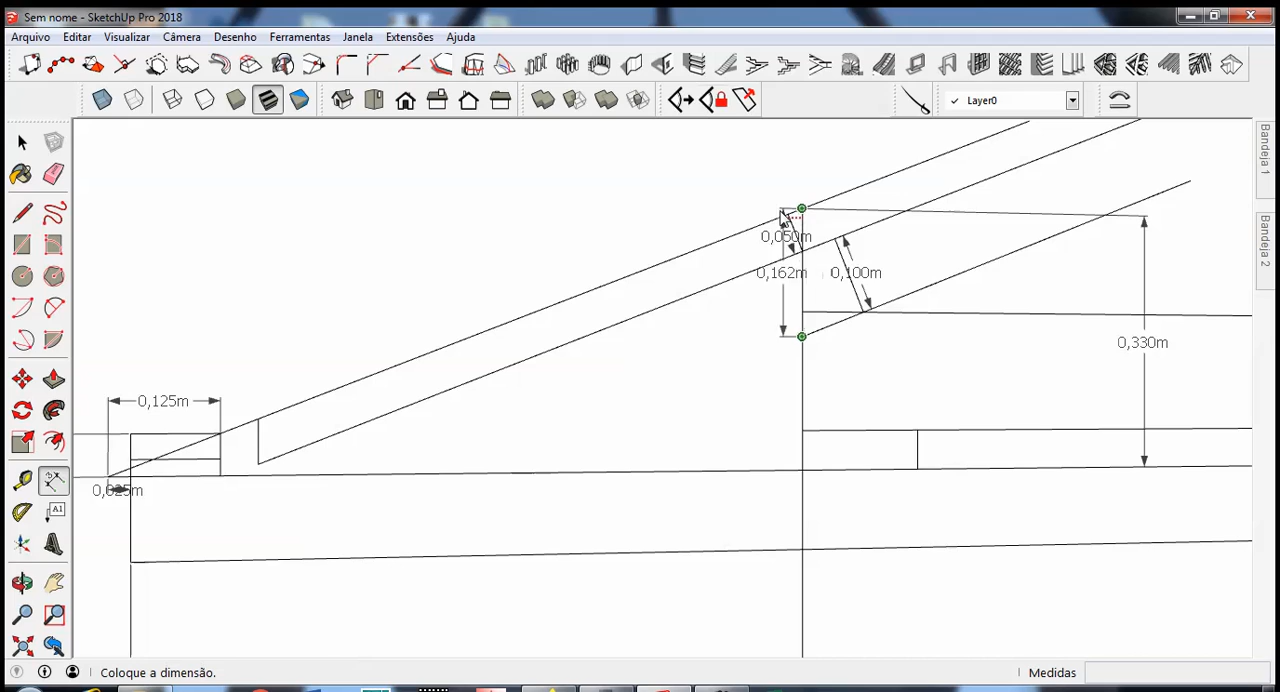 Sem nome - SketchUp Pro 2018
Arquivo Editar Visualizar Câmera Desenho Ferramentas Janela Extensões Ajuda
Layer0
Bandeja 1
Bandeja 2
0,050m
0,162m
0,100m
0,330m
0,125m
0,025m
A1
Coloque a dimensão.
Medidas